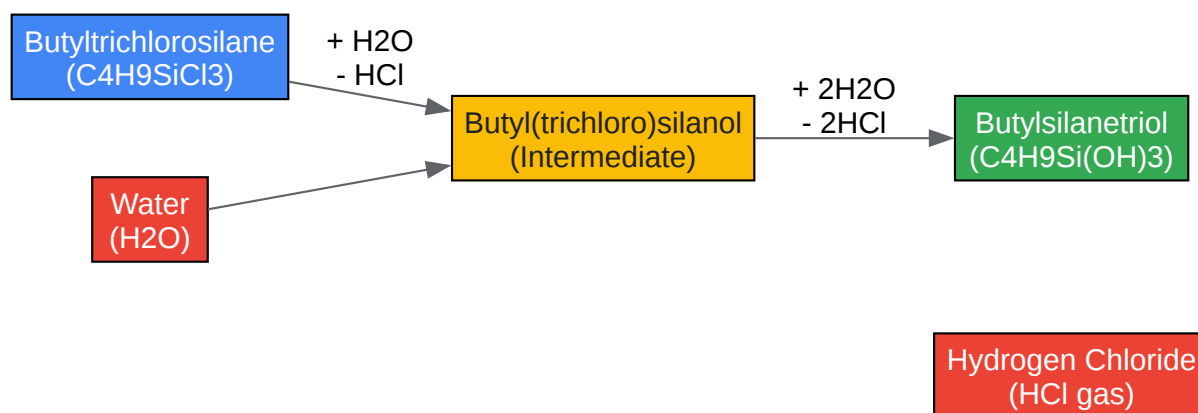 Butyltrichlorosilane
(C4H9SiCl3)
+ H2O
- HCl
Water
(H2O)
Butyl(trichloro)silanol
(Intermediate)
+ 2H2O
- 2HCl
Butylsilanetriol
(C4H9Si(OH)3)
Hydrogen Chloride
(HCl gas)